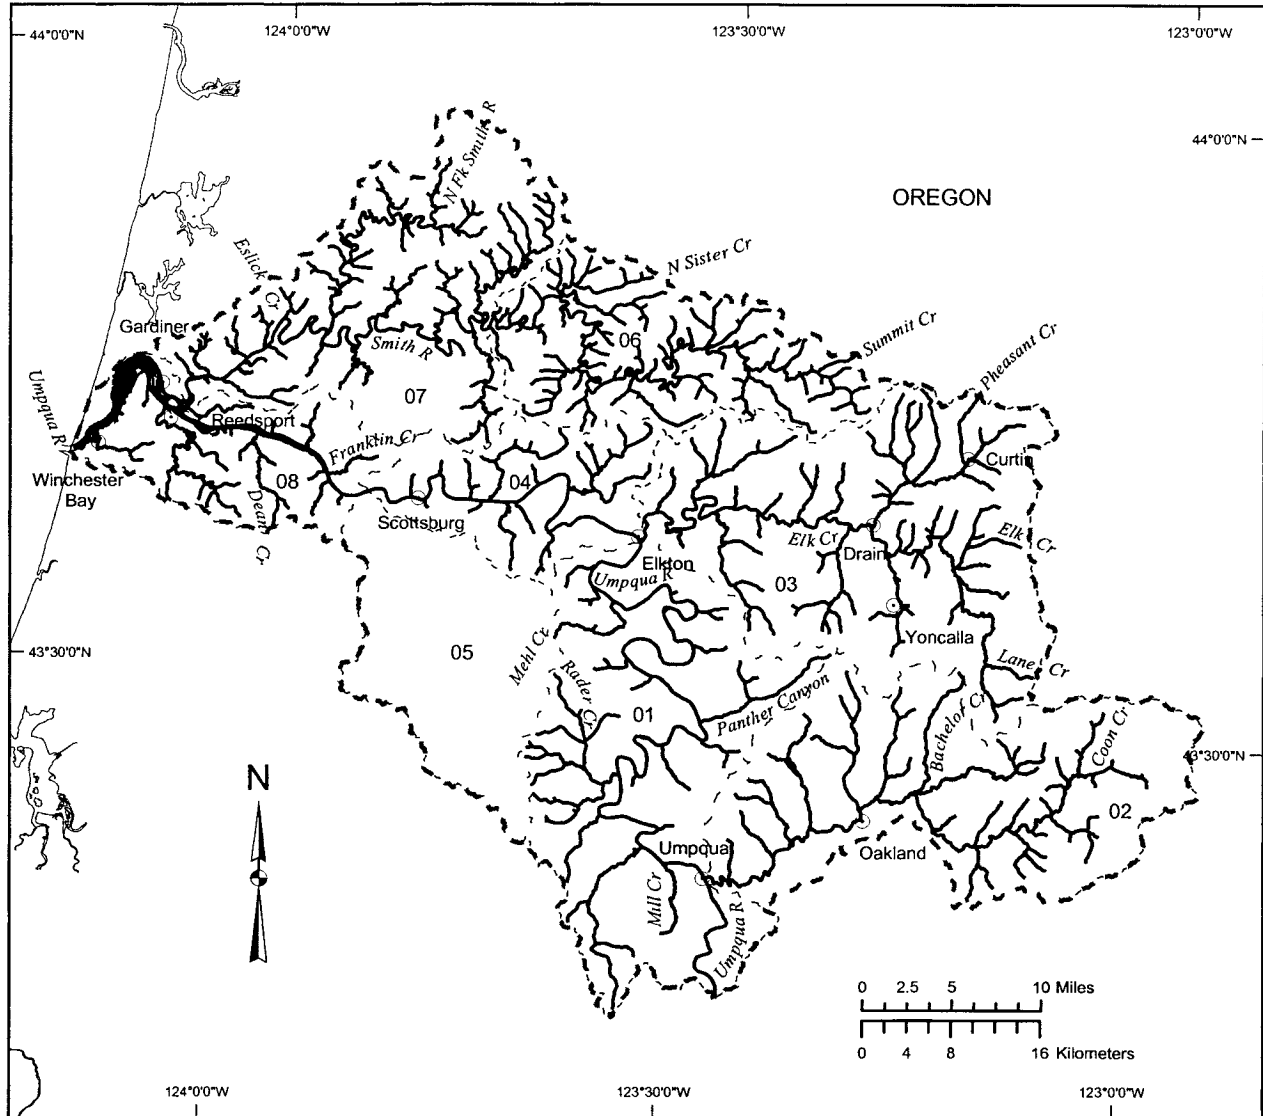 44°0'0"N
124°0'0"W
123°30'0"W
123°0'0"W
44°0'0"N
OREGON
N Fk Smith R
Eslick Cr
N Sister Cr
Gardiner
Smith R
06
Summit Cr
Pheasant Cr
Umpqua R
07
Reedsport
Franklin Cr
Winchester
Bay
08
Dean Cr
04
Curtin
Scottsburg
Elk Cr
Drain
Elk Cr
Elkton
Umpqua R
03
43°30'0"N
05
Mehl Cr
Yoncalla
Lane Cr
Rader Cr
01
Panther Canyon
Bachelor Cr
Coon Cr
43°30'0"N
N
02
Umpqua
Oakland
Mill Cr
Umpqua R
0 2.5 5 10 Miles
0 4 8 16 Kilometers
124°0'0"W
123°30'0"W
123°0'0"W